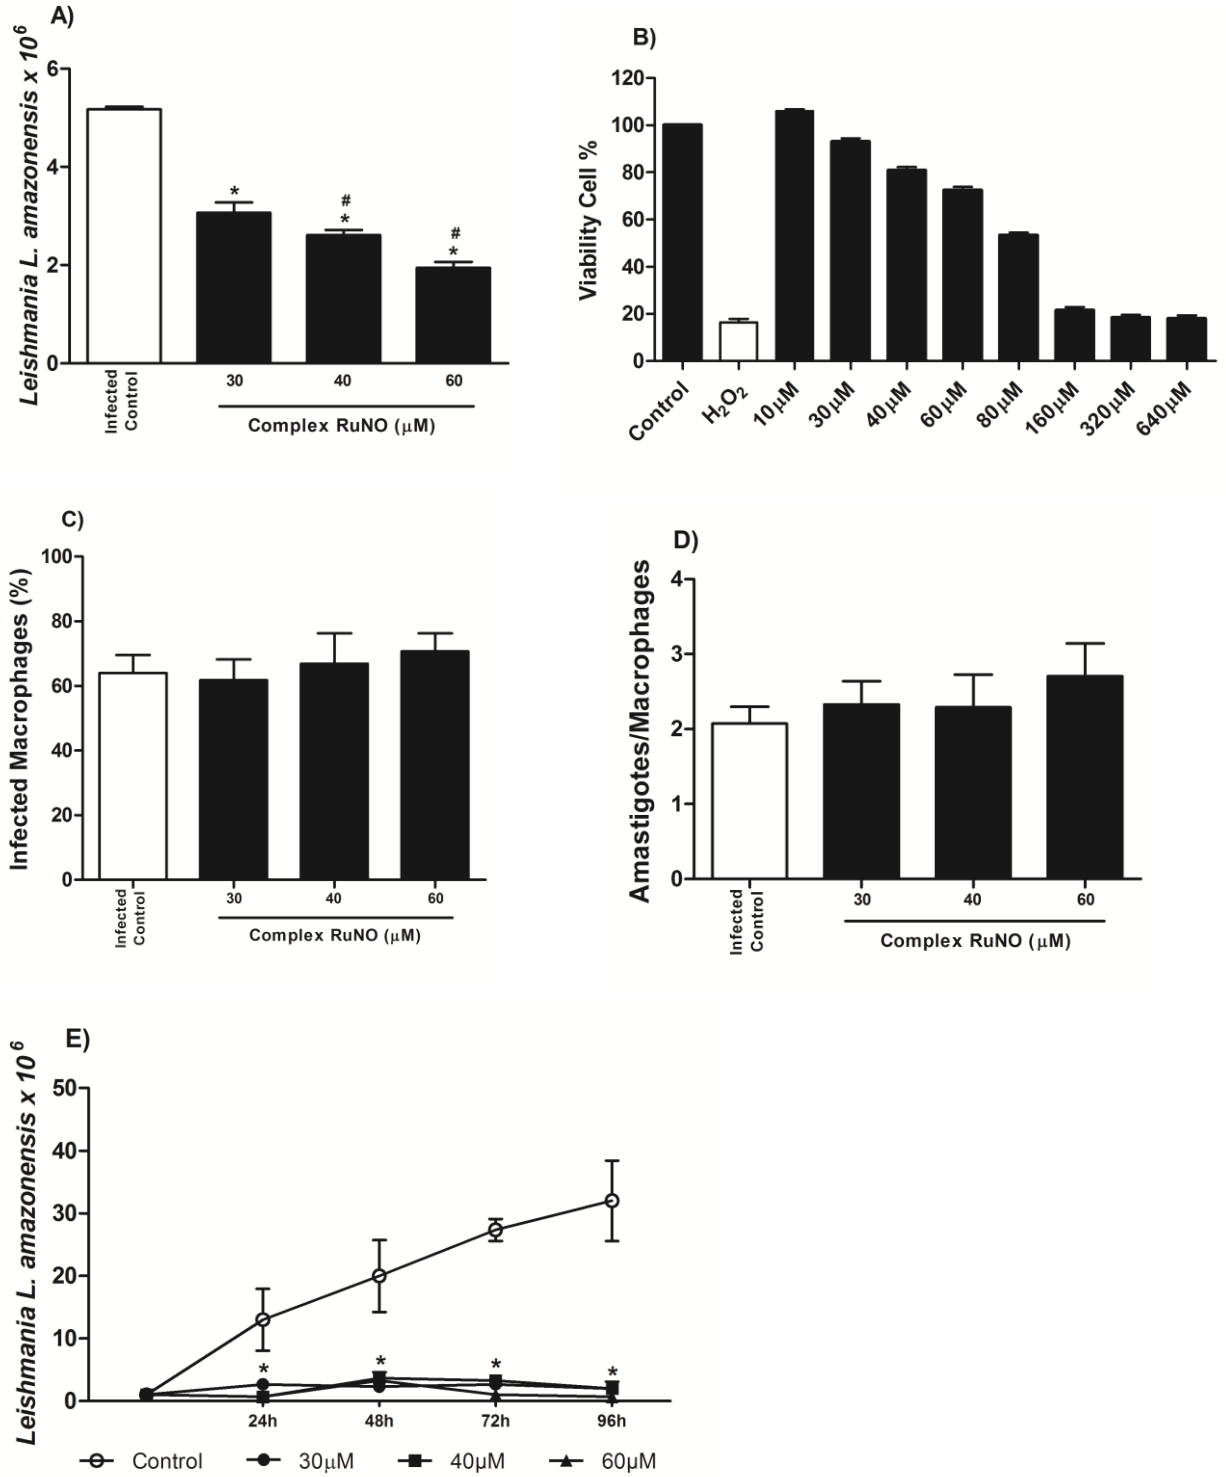 A)
Leishmania L. amazonensis x 10⁶
6
4
2
0
*
#
*
#
*
Infected
Control
30
40
60
Complex RuNO (μM)
B)
Viability Cell %
120
100
80
60
40
20
0
Control
H₂O₂
10μM
30μM
40μM
60μM
80μM
160μM
320μM
640μM
C)
Infected Macrophages (%)
100
80
60
40
20
0
Infected
Control
30
40
60
Complex RuNO (μM)
D)
Amastigotes/Macrophages
4
3
2
1
0
Infected
Control
30
40
60
Complex RuNO (μM)
E)
Leishmania L. amazonensis x 10⁶
50
40
30
20
10
0
* * * *
24h 48h 72h 96h
Control 30μM 40μM 60μM